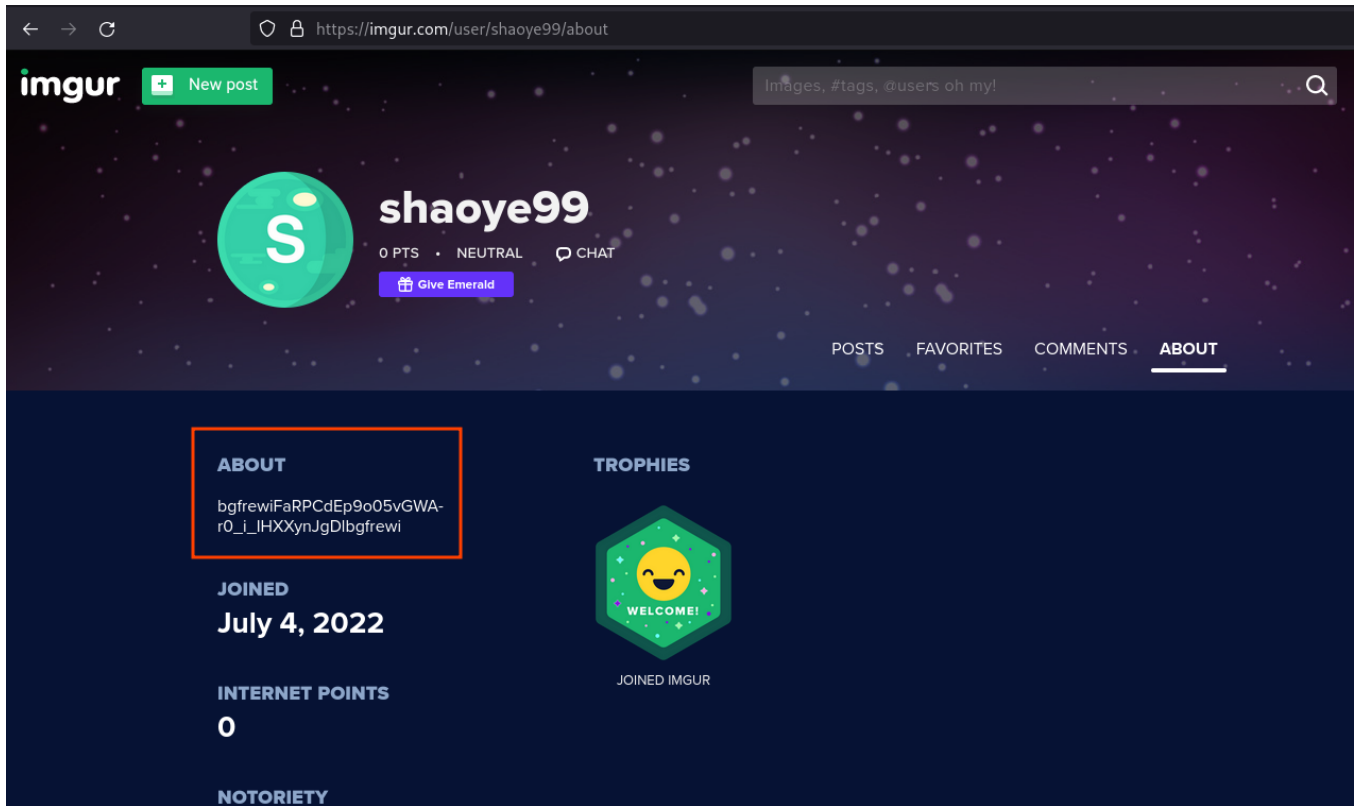 https://imgur.com/user/shaoye99/about
imgur
New post
Images, #tags, @users oh my!
S
shaoye99
0 PTS • NEUTRAL CHAT
Give Emerald
POSTS FAVORITES COMMENTS ABOUT
ABOUT
bgfrewiFaRPCdEp9o05vGWA-
r0_i_lHXXynJgDlbgfrewi
TROPHIES
WELCOME!
JOINED IMGUR
JOINED
July 4, 2022
INTERNET POINTS
0
NOTORIETY